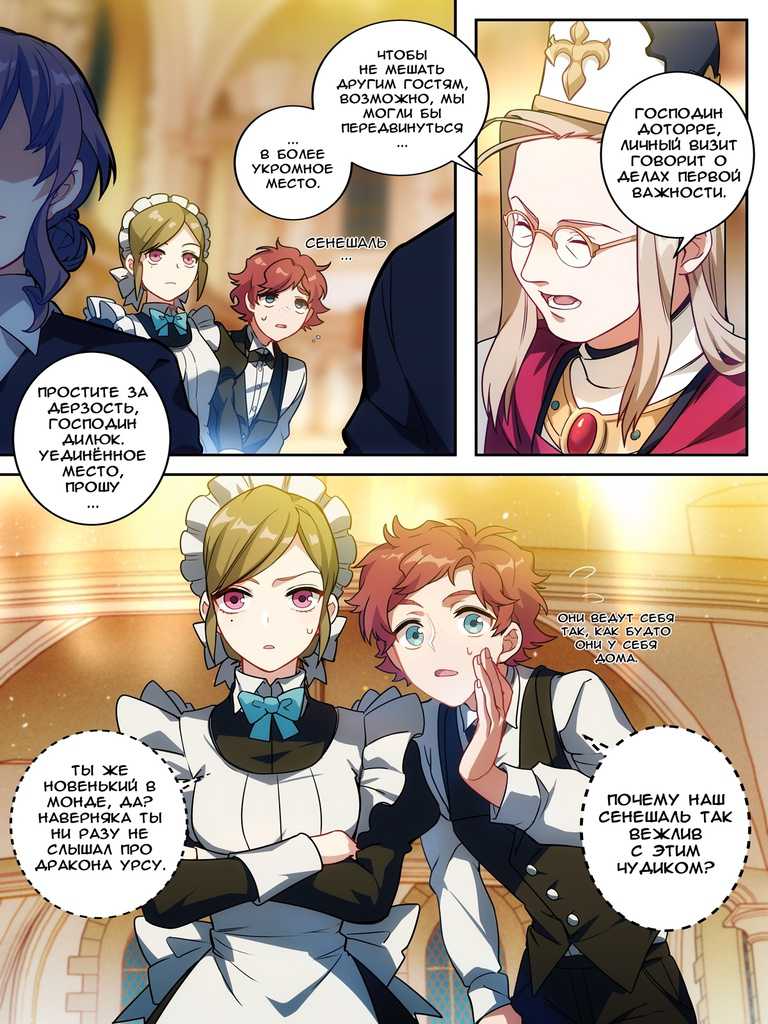 ЧТОБЫ
НЕ МЕШАТЬ
ДРУГИМ ГОСТЯМ,
ВОЗМОЖНО, МЫ
МОГЛИ БЫ
ПЕРЕДВИНУТЬСЯ
...
...
В БОЛЕЕ
УКРОМНОЕ
МЕСТО.
СЕНЕШАЛЬ
...
ГОСПОДИН
ДОТОРРЕ,
ЛИЧНЫЙ ВИЗИТ
ГОВОРИТ О
ДЕЛАХ ПЕРВОЙ
ВАЖНОСТИ.
ПРОСТИТЕ ЗА
ДЕРЗОСТЬ,
ГОСПОДИН
ДИЛЮК.
УЕДИНЁННОЕ
МЕСТО,
ПРОШУ
...
ОНИ ВЕДУТ СЕБЯ
ТАК, КАК БУДТО
ОНИ У СЕБЯ
ДОМА.
ПОЧЕМУ НАШ
СЕНЕШАЛЬ ТАК
ВЕЖЛИВ
С ЭТИМ
ЧУДИКОМ?
ТЫ ЖЕ
НОВЕНЬКИЙ В
МОНДЕ, ДА?
НАВЕРНЯКА ТЫ
НИ РАЗУ НЕ
СЛЫШАЛ ПРО
ДРАКОНА УРСУ.